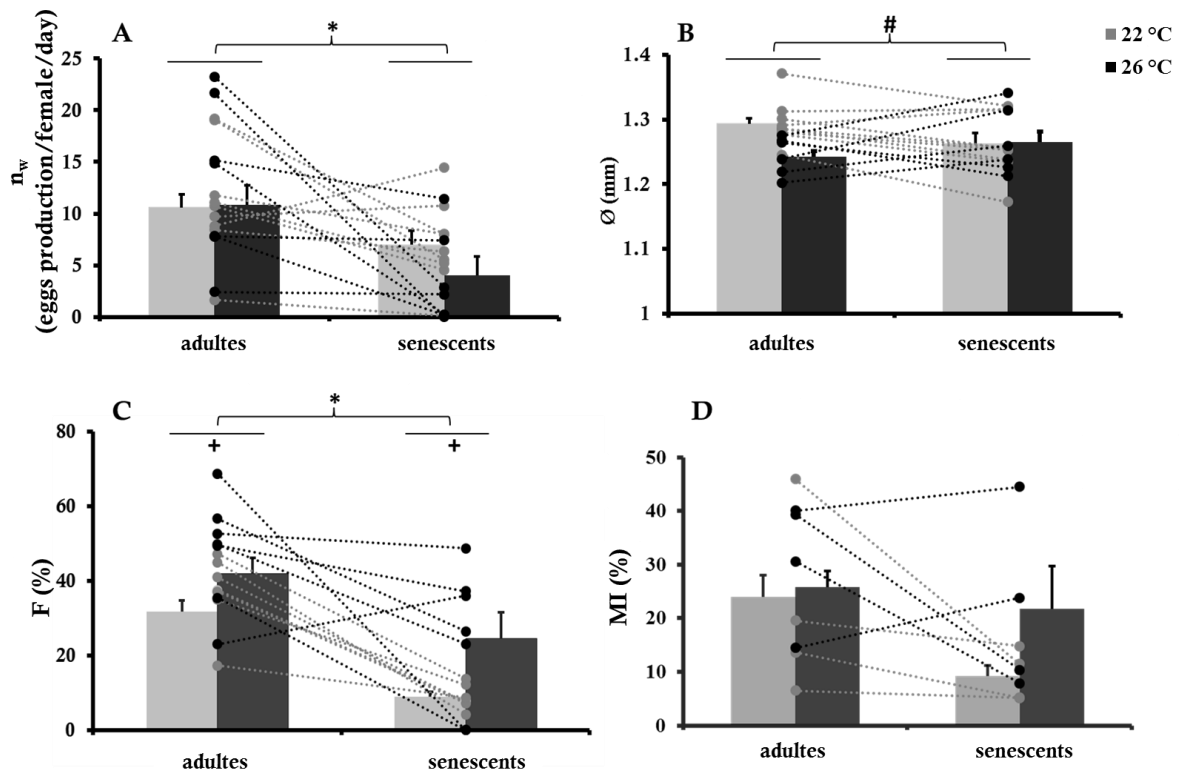 A
*
25
20
15
10
5
0
n_w
(eggs production/female/day)
adultes senescents
B
#
22 °C
26 °C
1.4
1.3
1.2
1.1
1
Ø (mm)
adultes senescents
C
*
+ +
80
60
40
20
0
F (%)
adultes senescents
D
50
40
30
20
10
0
MI (%)
adultes senescents